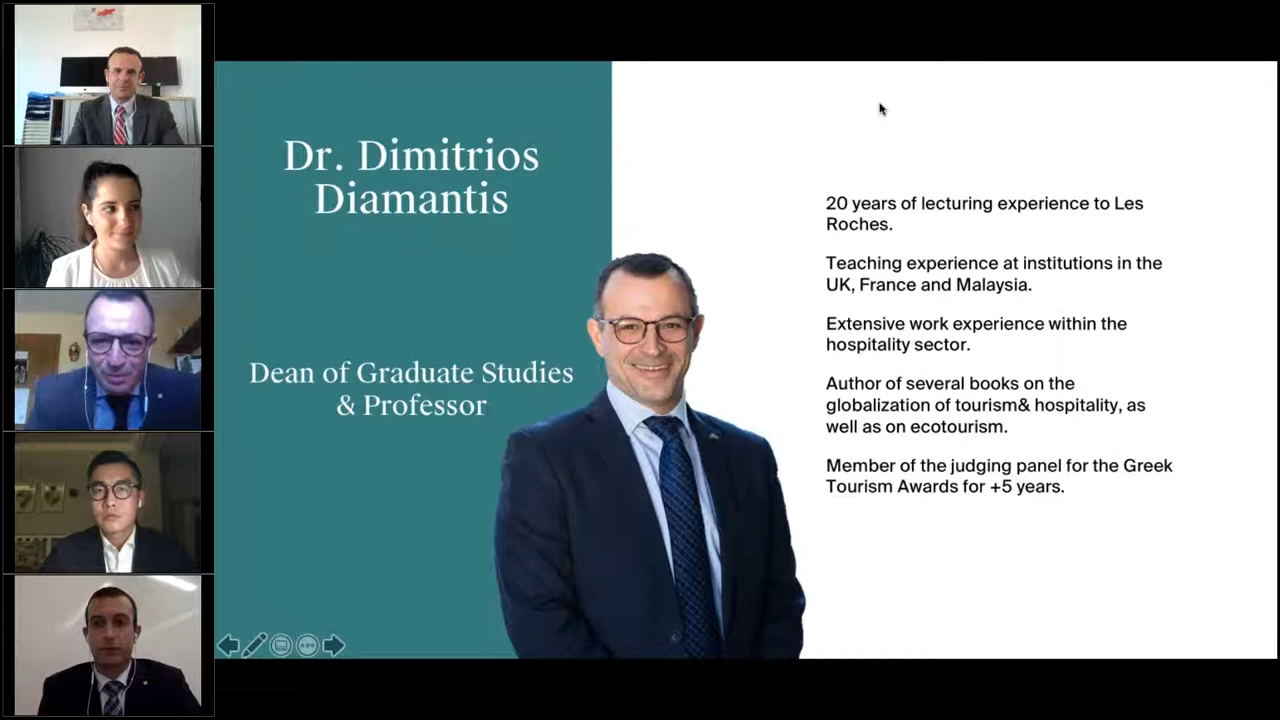 Dr. Dimitrios
Diamantis
Dean of Graduate Studies
& Professor
20 years of lecturing experience to Les
Roches.
Teaching experience at institutions in the
UK, France and Malaysia.
Extensive work experience within the
hospitality sector.
Author of several books on the
globalization of tourism& hospitality, as
well as on ecotourism.
Member of the judging panel for the Greek
Tourism Awards for +5 years.